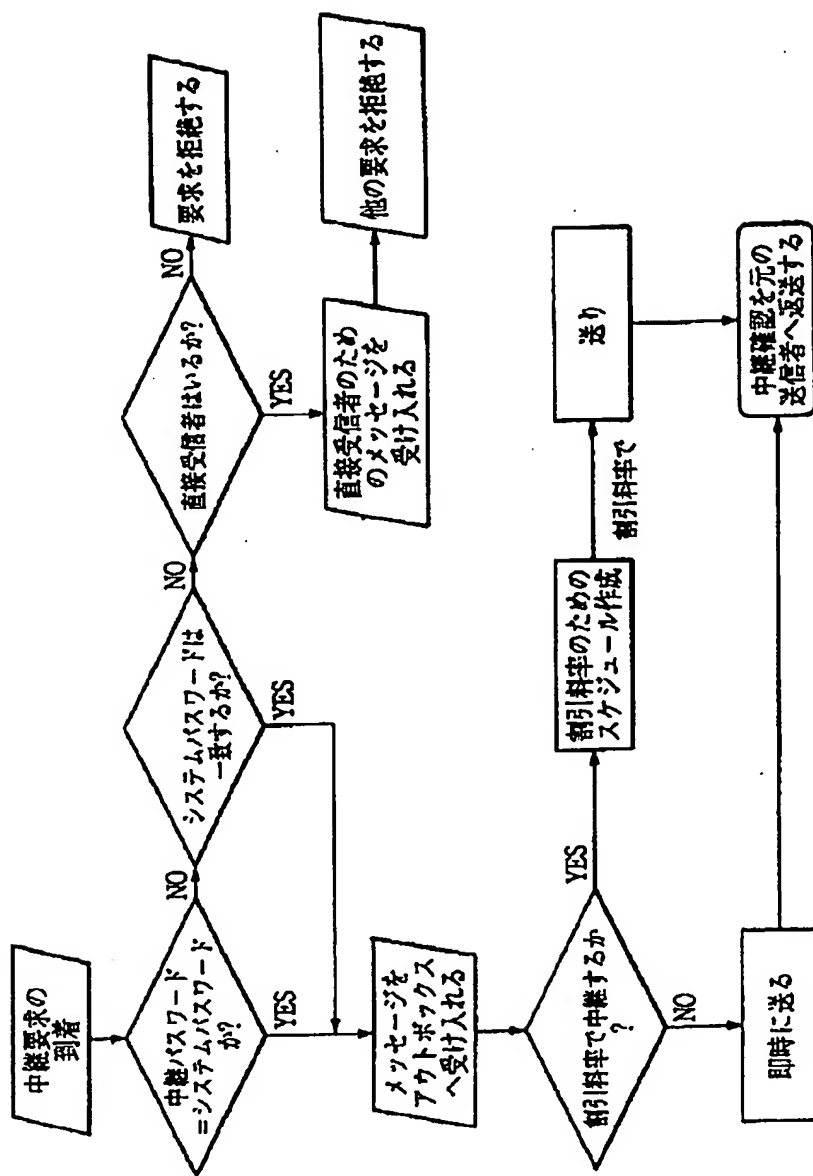 中継要求の
到着
中継パスワード
=システムパスワード
か?
NO
YES
システムパスワードは
一致するか?
NO
YES
直接受信者はいるか?
NO
YES
要求を拒絶する
直接受信者のため
のメッセージを
受け入れる
他の要求を拒絶する
メッセージを
アウトボックス
へ受け入れる
割引料率で中継するか
?
YES
NO
割引料率のための
スケジュール作成
割引料率で
送り
即時に送る
中継確認を元の
送信者へ返送する